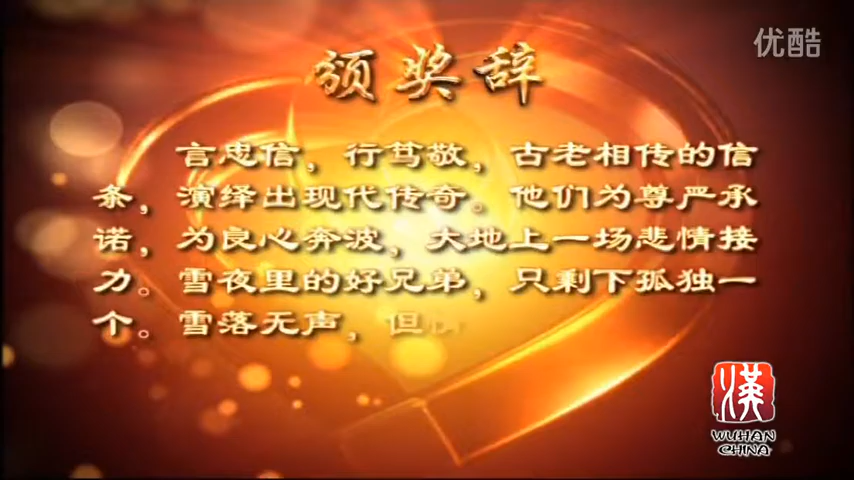 优酷
颁奖辞
言忠信，行笃敬，古老相传的信
条，演绎出现代传奇。他们为尊严承
诺，为良心奔波，大地上一场悲情接
力。雪夜里的好兄弟，只剩下孤独一
个。雪落无声，但情
漢
WUHAN
CHINA